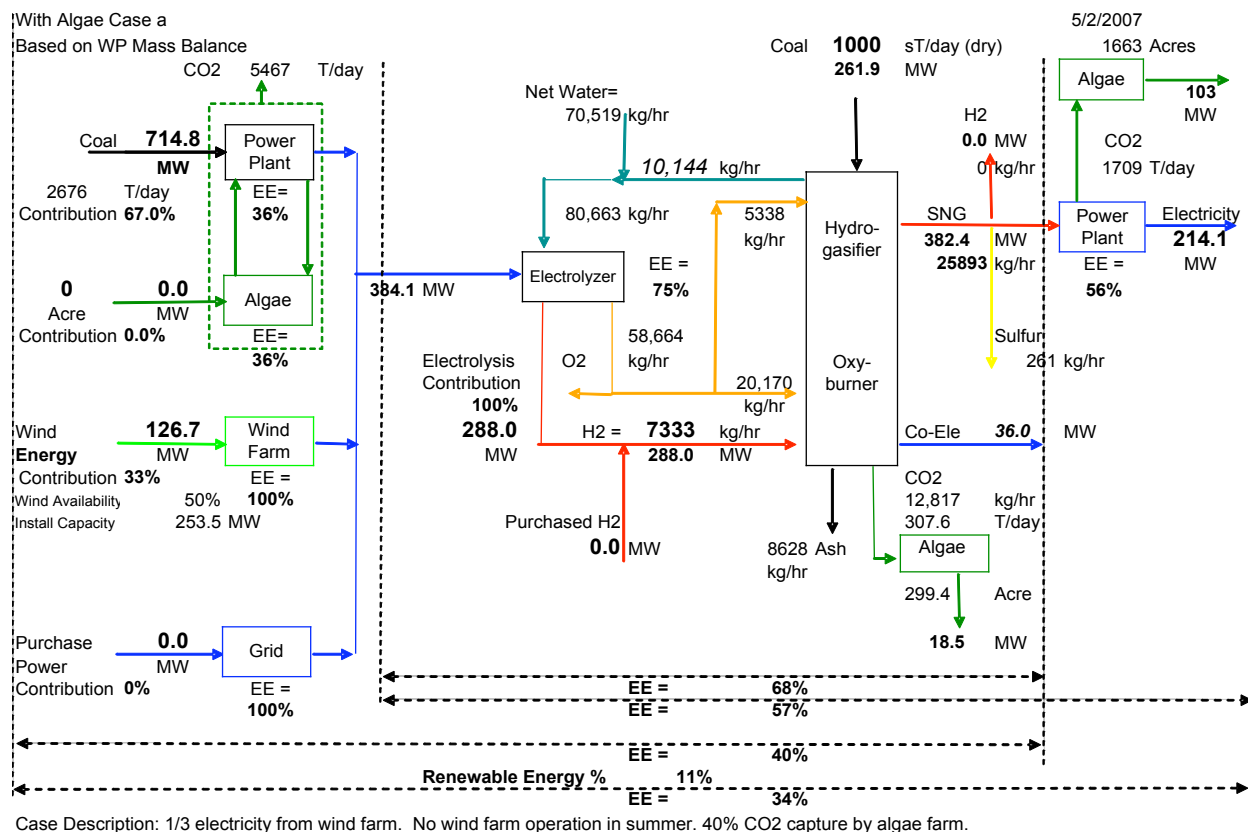 With Algae Case a
Based on WP Mass Balance
5/2/2007
CO2 5467 T/day
Coal 1000 sT/day (dry)
261.9 MW
1663 Acres
Algae
103
MW
Net Water=
70,519 kg/hr
H2
0.0 MW
0 kg/hr
CO2
1709 T/day
Coal 714.8
MW
Power
Plant
EE=
36%
2676 T/day
Contribution 67.0%
10,144 kg/hr
80,663 kg/hr
5338
kg/hr
Hydro-
gasifier
SNG
382.4 MW
25893 kg/hr
Power
Plant
EE =
56%
Electricity
214.1
MW
0 0.0
Acre MW
Contribution 0.0%
Algae
EE=
36%
384.1 MW
Electrolyzer
EE =
75%
58,664
kg/hr
O2
Electrolysis
Contribution
100%
288.0
MW
20,170
kg/hr
Oxy-
burner
Sulfur
261 kg/hr
H2 = 7333 kg/hr
288.0 MW
Co-Ele 36.0 MW
Wind 126.7
Energy MW
Contribution 33%
Wind Availability 50%
Install Capacity 253.5 MW
Wind
Farm
EE =
100%
Purchased H2
0.0 MW
8628 Ash
kg/hr
CO2
12,817 kg/hr
307.6 T/day
Algae
299.4 Acre
18.5 MW
Purchase 0.0
Power MW
Contribution 0%
Grid
EE =
100%
EE = 68%
EE = 57%
EE = 40%
Renewable Energy % 11%
EE = 34%
Case Description: 1/3 electricity from wind farm. No wind farm operation in summer. 40% CO2 capture by algae farm.